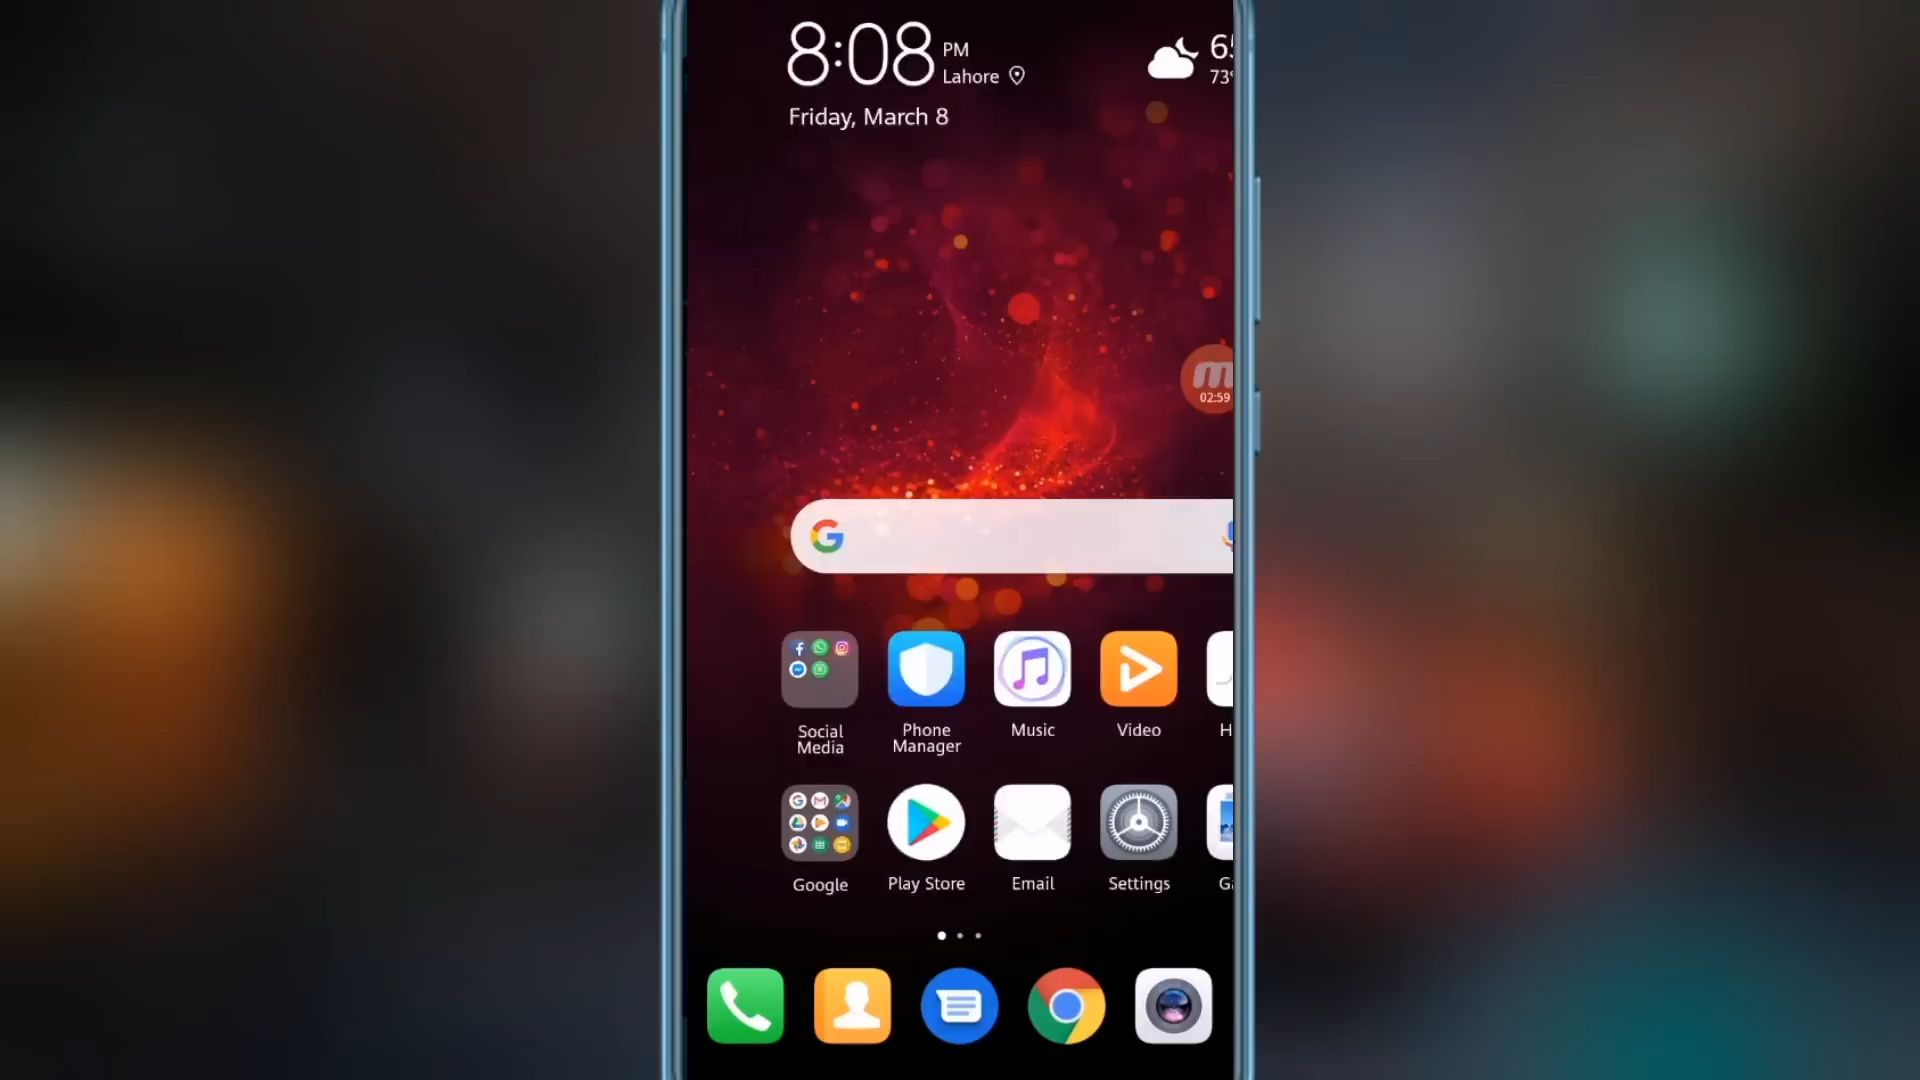 8:08 PM
Lahore
Friday, March 8
73°
02:59
Social
Media
Phone
Manager
Music
Video
Google
Play Store
Email
Settings